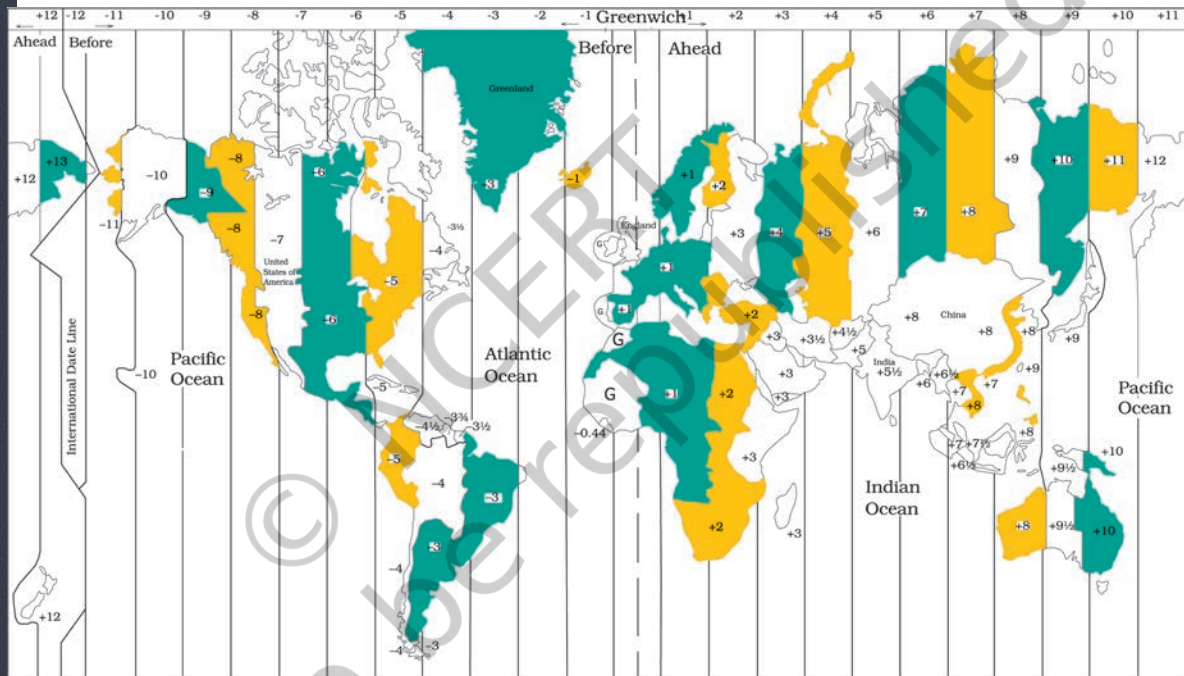 +12 -12 -11 -10 -9 -8 -7 -6 -5 -4 -3 -2 -1 Greenwich +1 +2 +3 +4 +5 +6 +7 +8 +9 +10 +11
Ahead Before Before Ahead
Greenland
+13 -8 -6 +9 +10 +11 +12
+12 -10 -9 -3 -1 +1 +2 +7 +8
-11 -8 -7 -4 -3½ England +3 +4 +5 +6
G
United
States of
America
-5 +1
-8 -6 G +1 +2 +8 China +8 +8
G +3 +3½ +4½ +5 +9
International Date Line
Pacific
Ocean
Atlantic
Ocean
India
+5½ +6 +6½ +7 +7 +9
-10 -5 G +1 +2 +3 +3 +8
Pacific
Ocean
-4½ -3¾ -3½ -0.44 +8
-5 +3 +7 +7½ +6½ +9½ +10
-4 -3
Indian
Ocean
+2 +3 +8 +9½ +10
-3
-4
+12 -4 -3
© NCERT
be republished